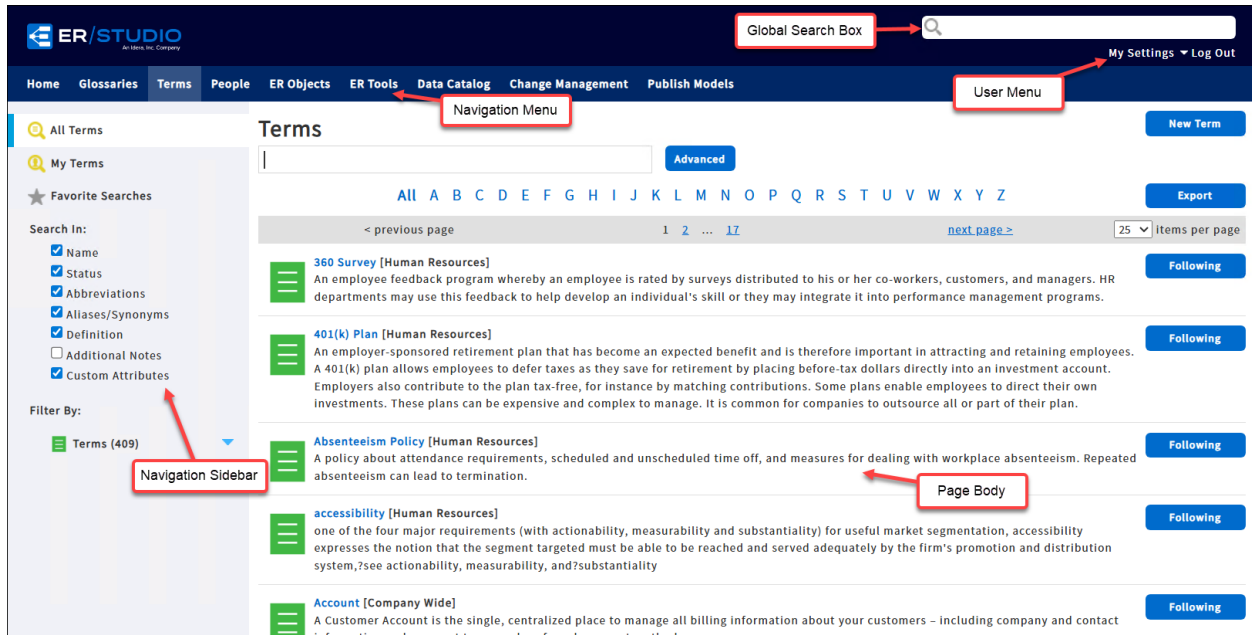 ER/STUDIO
An Idera, Inc. Company
Global Search Box
My Settings Log Out
User Menu
Home Glossaries Terms People ER Objects ER Tools Data Catalog Change Management Publish Models
Navigation Menu
All Terms
My Terms
Favorite Searches
Search In:
Name
Status
Abbreviations
Aliases/Synonyms
Definition
Additional Notes
Custom Attributes
Filter By:
Terms (409)
Navigation Sidebar
Terms
New Term
Advanced
All A B C D E F G H I J K L M N O P Q R S T U V W X Y Z
Export
< previous page 1 2 ... 17 next page > 25 items per page
360 Survey [Human Resources]
Following
An employee feedback program whereby an employee is rated by surveys distributed to his or her co-workers, customers, and managers. HR
departments may use this feedback to help develop an individual's skill or they may integrate it into performance management programs.
401(k) Plan [Human Resources]
Following
An employer-sponsored retirement plan that has become an expected benefit and is therefore important in attracting and retaining employees.
A 401(k) plan allows employees to defer taxes as they save for retirement by placing before-tax dollars directly into an investment account.
Employers also contribute to the plan tax-free, for instance by matching contributions. Some plans enable employees to direct their own
investments. These plans can be expensive and complex to manage. It is common for companies to outsource all or part of their plan.
Absenteeism Policy [Human Resources]
Following
A policy about attendance requirements, scheduled and unscheduled time off, and measures for dealing with workplace absenteeism. Repeated
absenteeism can lead to termination.
Page Body
accessibility [Human Resources]
Following
one of the four major requirements (with actionability, measurability and substantiality) for useful market segmentation, accessibility
expresses the notion that the segment targeted must be able to be reached and served adequately by the firm's promotion and distribution
system,?see actionability, measurability, and?substantiality
Account [Company Wide]
Following
A Customer Account is the single, centralized place to manage all billing information about your customers – including company and contact